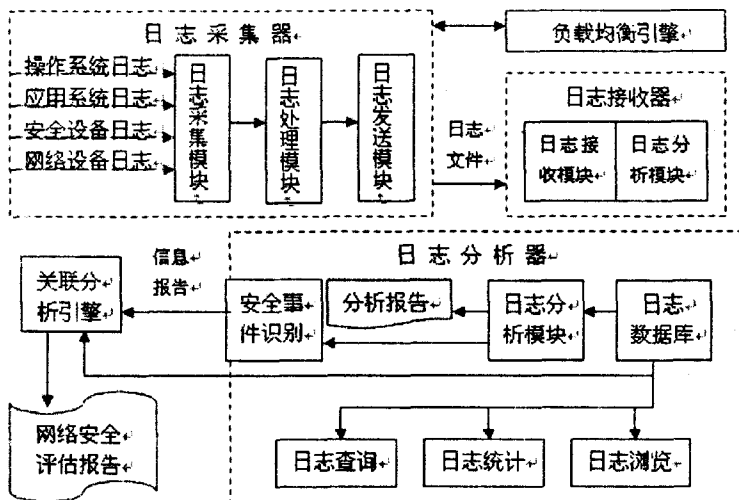 日志采集器
操作系统日志
应用系统日志
安全设备日志
网络设备日志
日志采集模块
日志处理模块
日志发送模块
负载均衡引擎
日志
文件
日志接收器
日志接
收模块
日志分
析模块
日志分析器
关联分
析引擎
信息
报告
安全事
件识别
分析报告
日志分
析模块
日志
数据库
网络安全
评估报告
日志查询
日志统计
日志浏览